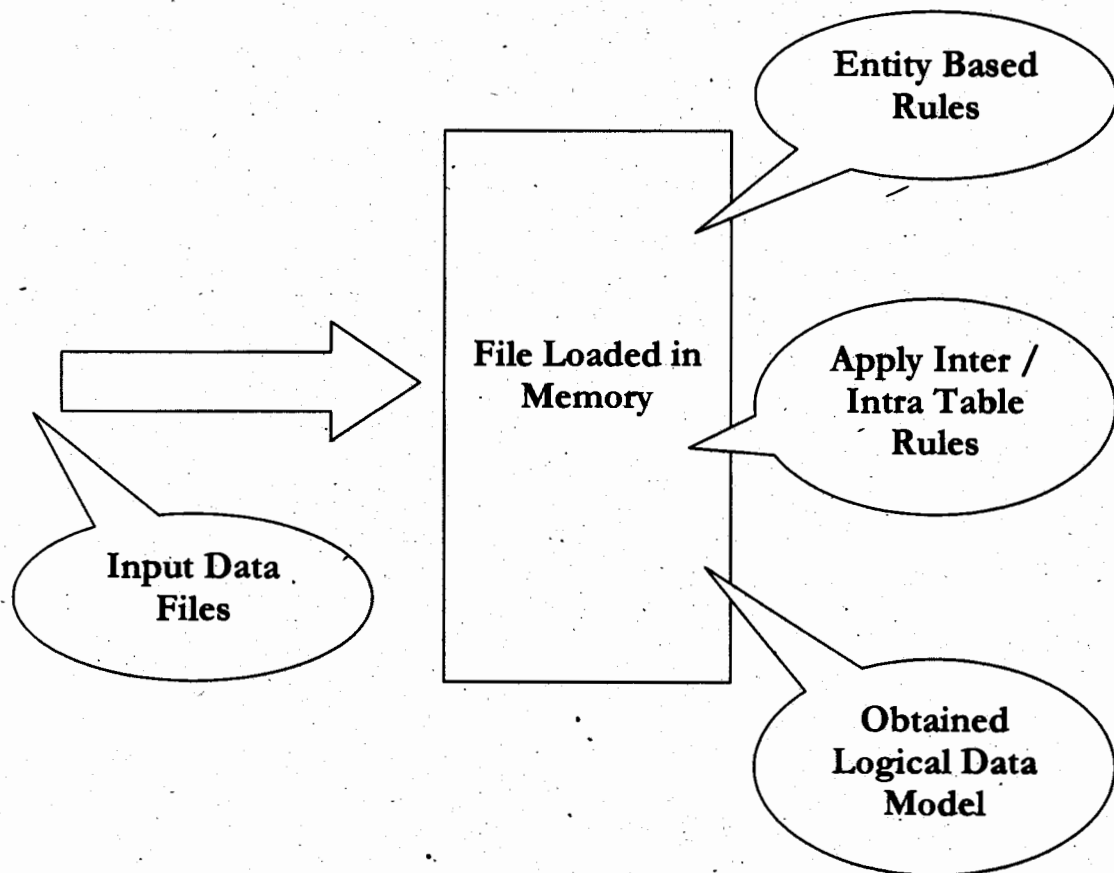 Entity Based
Rules
File Loaded in
Memory
Apply Inter /
Intra Table
Rules
Input Data
Files
Obtained
Logical Data
Model